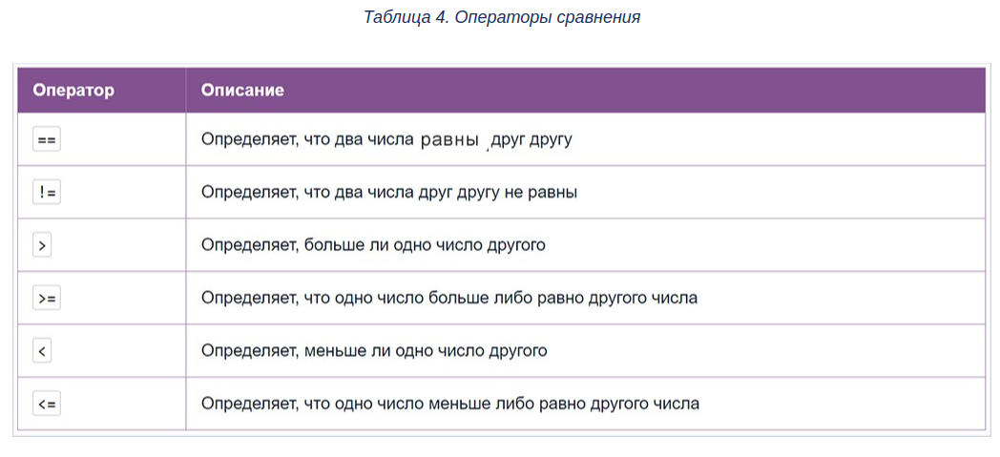 Таблица 4. Операторы сравнения
Оператор Описание
== Определяет, что два числа равны друг другу
!= Определяет, что два числа друг другу не равны
> Определяет, больше ли одно число другого
>= Определяет, что одно число больше либо равно другого числа
< Определяет, меньше ли одно число другого
<= Определяет, что одно число меньше либо равно другого числа